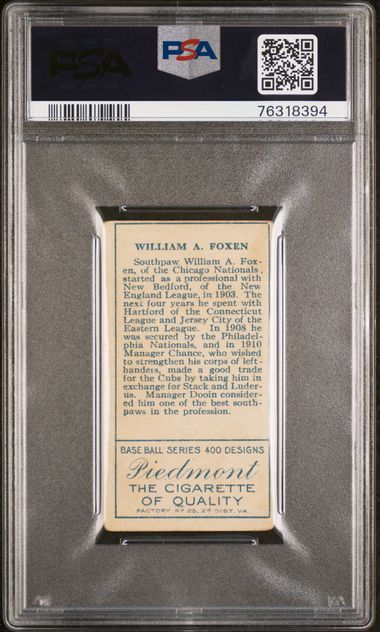 PSA
PSA
76318394
WILLIAM A. FOXEN
Southpaw William A. Fox-
en, of the Chicago Nationals,
started as a professional with
New Bedford, of the New
England League, in 1903. The
next four years he spent with
Hartford of the Connecticut
League and Jersey City of the
Eastern League. In 1908 he
was secured by the Philadel-
phia Nationals, and in 1910
Manager Chance, who wished
to strengthen his corps of left-
handers, made a good trade
for the Cubs by taking him in
exchange for Stack and Luder-
us. Manager Dooin consider-
ed him one of the best south-
paws in the profession.
BASE BALL SERIES 400 DESIGNS
Piedmont
THE CIGARETTE
OF QUALITY
FACTORY No 25, 2d DIST. VA.